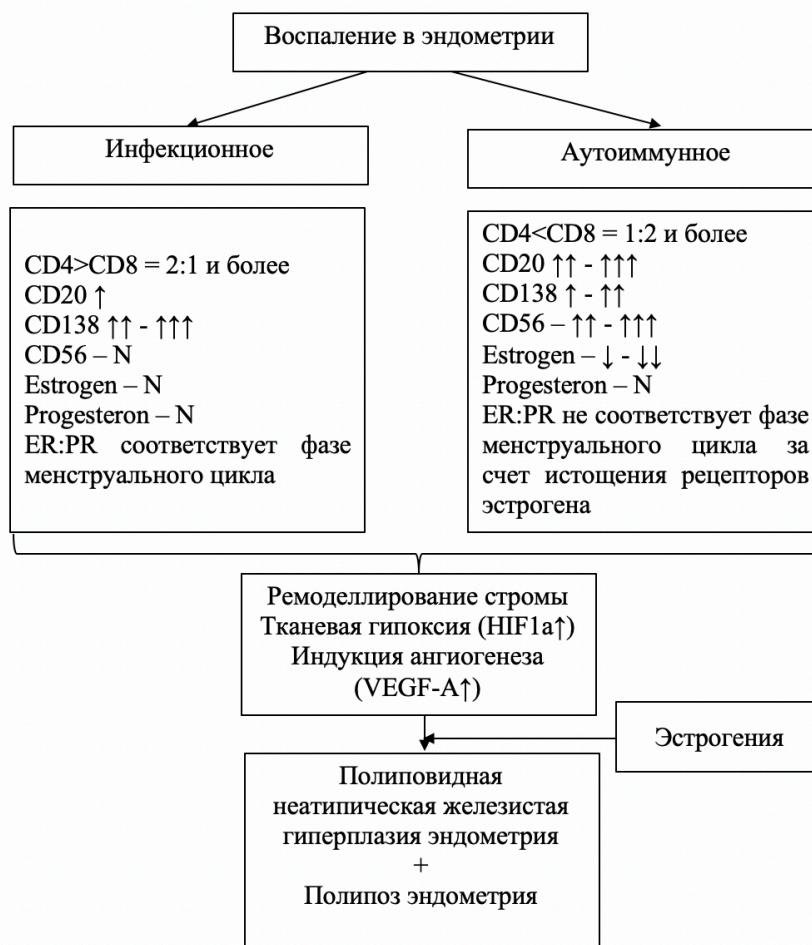 Воспаление в эндометрии
Инфекционное
Аутоиммунное
CD4>CD8 = 2:1 и более
CD20 ↑
CD138 ↑↑ - ↑↑↑
CD56 – N
Estrogen – N
Progesteron – N
ER:PR соответствует фазе
менструального цикла
CD4<CD8 = 1:2 и более
CD20 ↑↑ - ↑↑↑
CD138 ↑ - ↑↑
CD56 – ↑↑ - ↑↑↑
Estrogen – ↓ - ↓↓
Progesteron – N
ER:PR не соответствует фазе
менструального цикла за
счет истощения рецепторов
эстрогена
Ремоделлирование стромы
Тканевая гипоксия (HIF1a↑)
Индукция ангиогенеза
(VEGF-A↑)
Эстрогения
Полиповидная
неатипическая железистая
гиперплазия эндометрия
+
Полипоз эндометрия